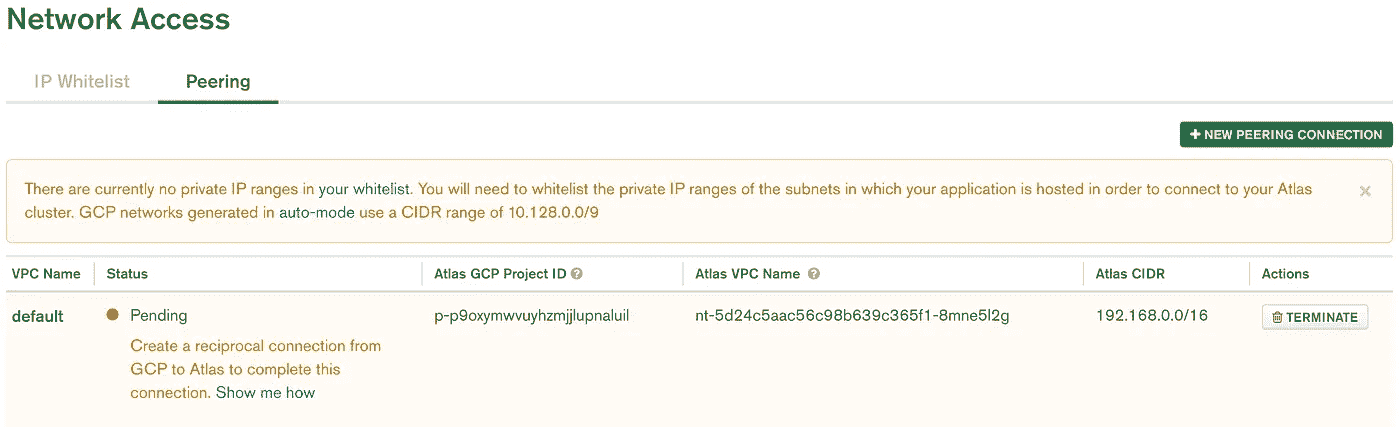 Network Access
IP Whitelist Peering
+ NEW PEERING CONNECTION
There are currently no private IP ranges in your whitelist. You will need to whitelist the private IP ranges of the subnets in which your application is hosted in order to connect to your Atlas
cluster. GCP networks generated in auto-mode use a CIDR range of 10.128.0.0/9
VPC Name Status Atlas GCP Project ID Atlas VPC Name Atlas CIDR Actions
default Pending p-p9oxymwvuyhzmjjlupnaluil nt-5d24c5aac56c98b639c365f1-8mne5l2g 192.168.0.0/16 TERMINATE
Create a reciprocal connection from
GCP to Atlas to complete this
connection. Show me how